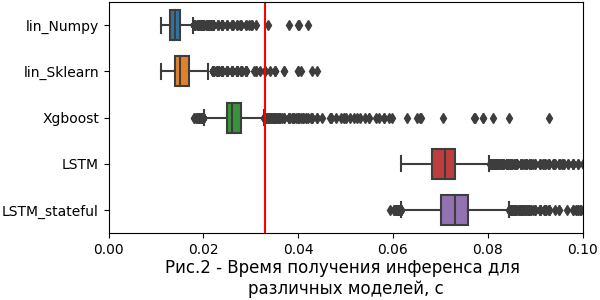 lin_Numpy
lin_Sklearn
Xgboost
LSTM
LSTM_stateful
0.00 0.02 0.04 0.06 0.08 0.10
Рис.2 - Время получения инференса для
различных моделей, с